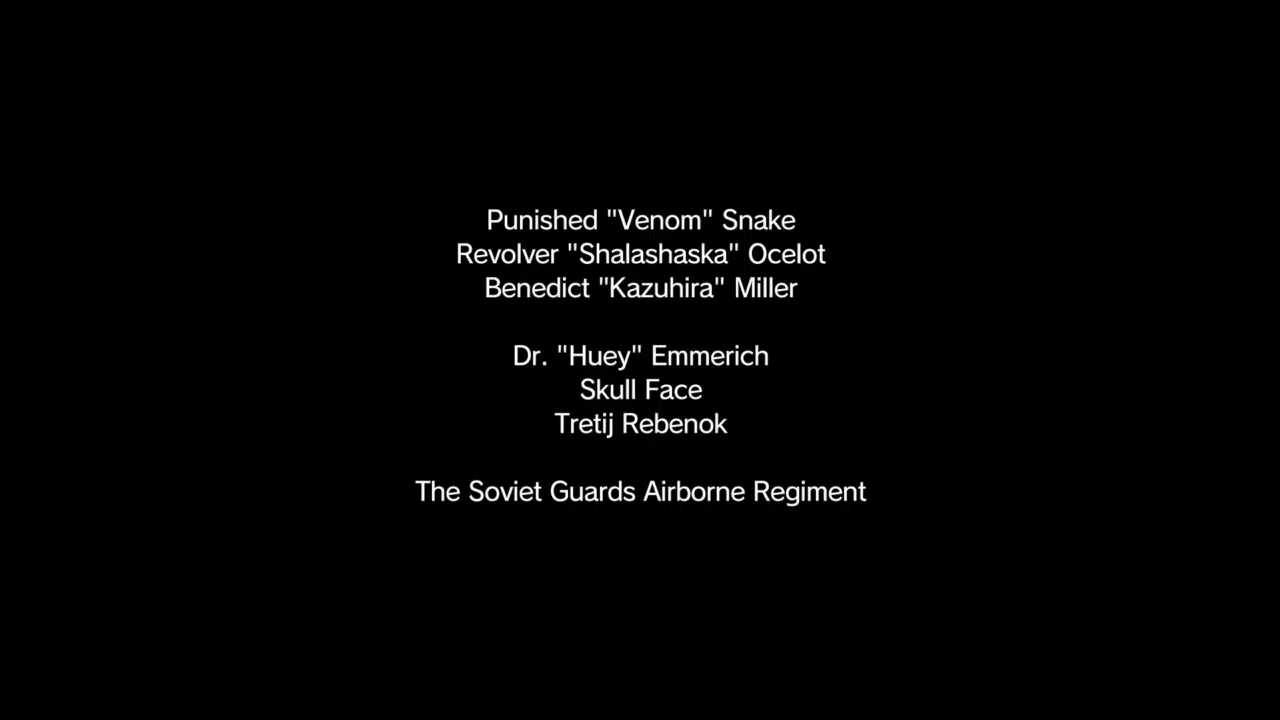 Punished "Venom" Snake
Revolver "Shalashaska" Ocelot
Benedict "Kazuhira" Miller
Dr. "Huey" Emmerich
Skull Face
Tretij Rebenok
The Soviet Guards Airborne Regiment